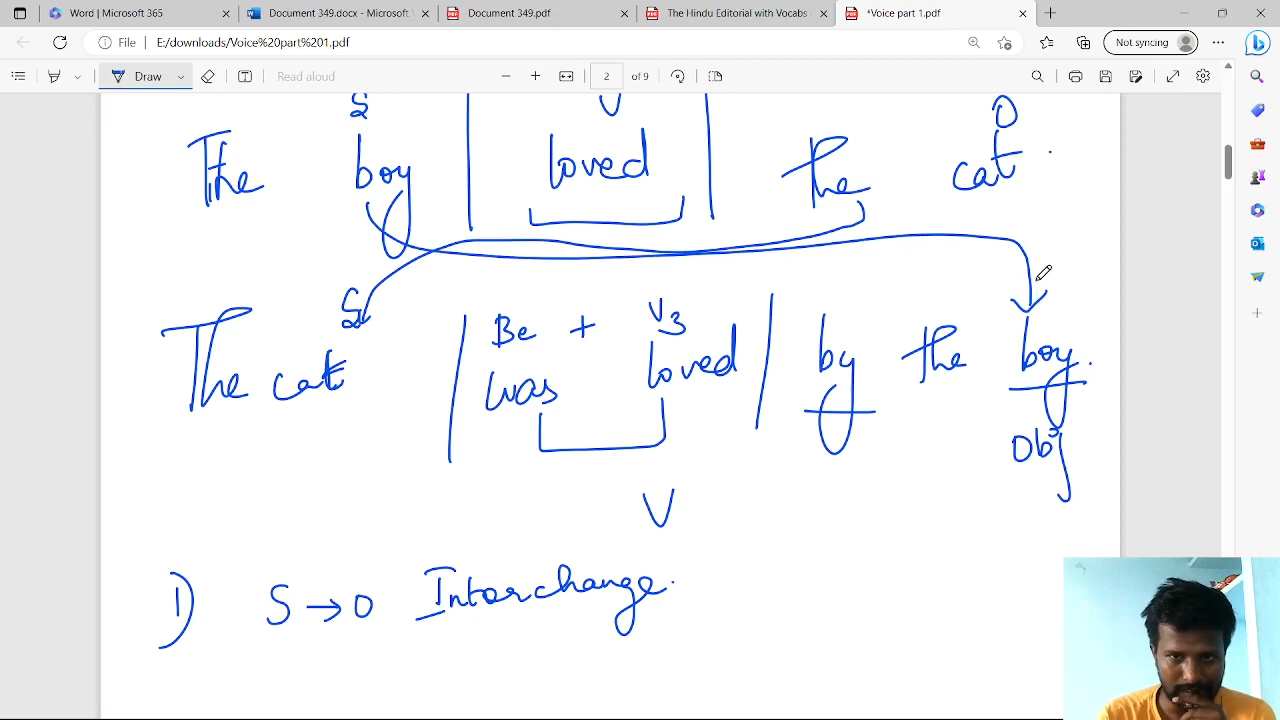 Word | Microsoft 365
Document 349.docx - Microsoft
Document 349.pdf
The Hindu Editorial with Vocabs
*Voice part 1.pdf
File
E:/downloads/Voice%20part%201.pdf
Not syncing
Draw
Read aloud
2 of 9
S V O
The boy loved the cat.
S Be + V3
The cat was loved by the boy.
Obj
V
1) S → O Interchange.